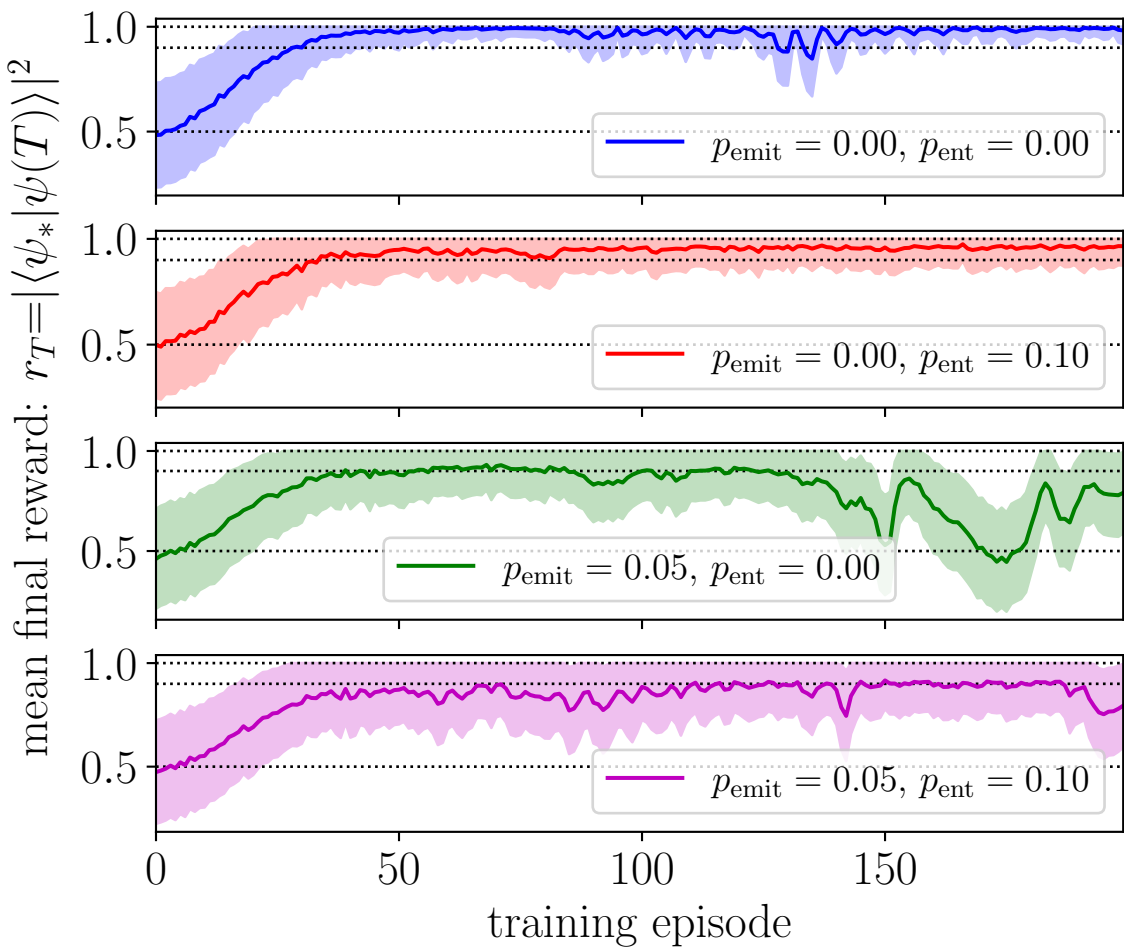 mean final reward: r_T=|⟨ψ_*|ψ(T)⟩|^2
1.0
0.5
p_emit = 0.00, p_ent = 0.00
1.0
0.5
p_emit = 0.00, p_ent = 0.10
1.0
0.5
p_emit = 0.05, p_ent = 0.00
1.0
0.5
p_emit = 0.05, p_ent = 0.10
0 50 100 150
training episode